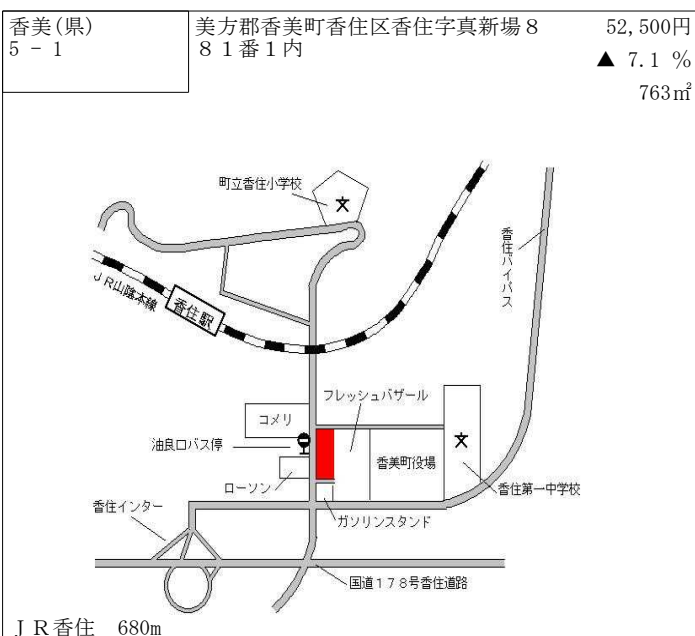 香美(県)
5 - 1
美方郡香美町香住区香住字真新場８
８１番１内
52,500円
▲ 7.1 %
763㎡
町立香住小学校
香住バイパス
ＪＲ山陰本線
香住駅
フレッシュバザール
コメリ
油良口バス停
香美町役場
ローソン
香住第一中学校
香住インター
ガソリンスタンド
国道１７８号香住道路
ＪＲ香住　680m